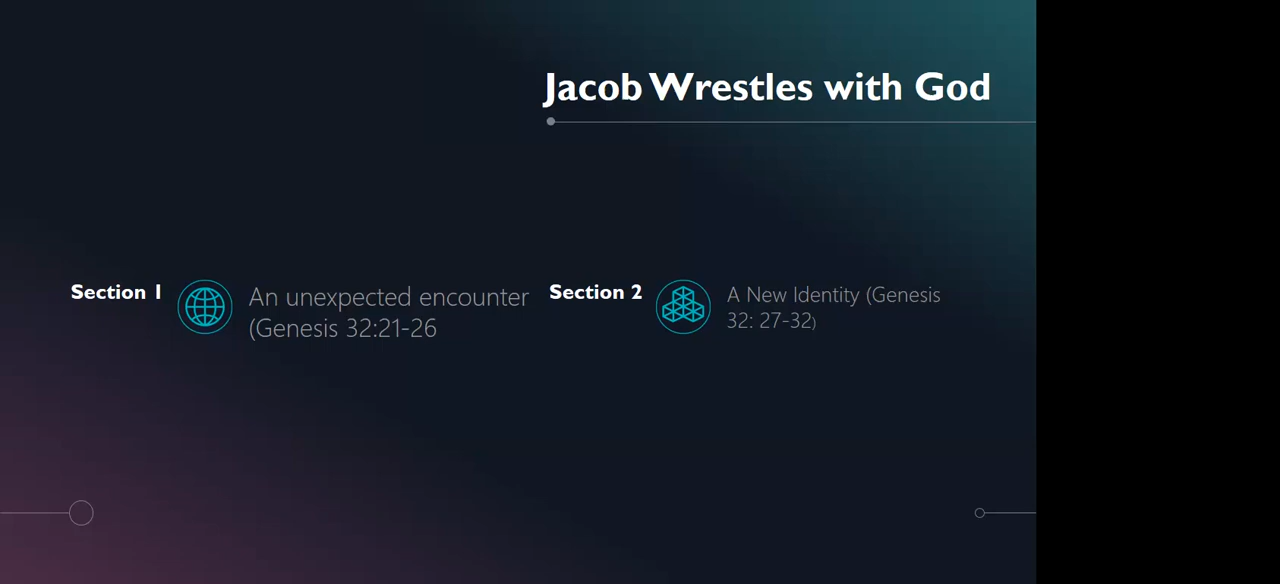 Jacob Wrestles with God
Section 1
An unexpected encounter
(Genesis 32:21-26
Section 2
A New Identity (Genesis
32: 27-32)